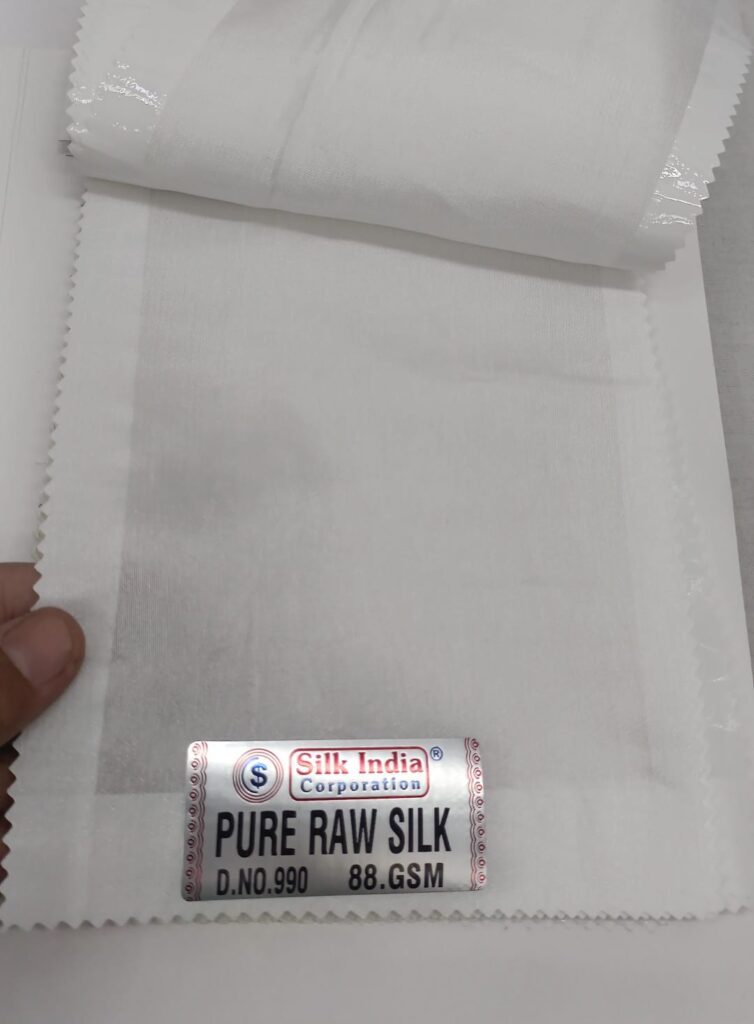 $ Silk India ®
Corporation
PURE RAW SILK
D.NO.990 88.GSM